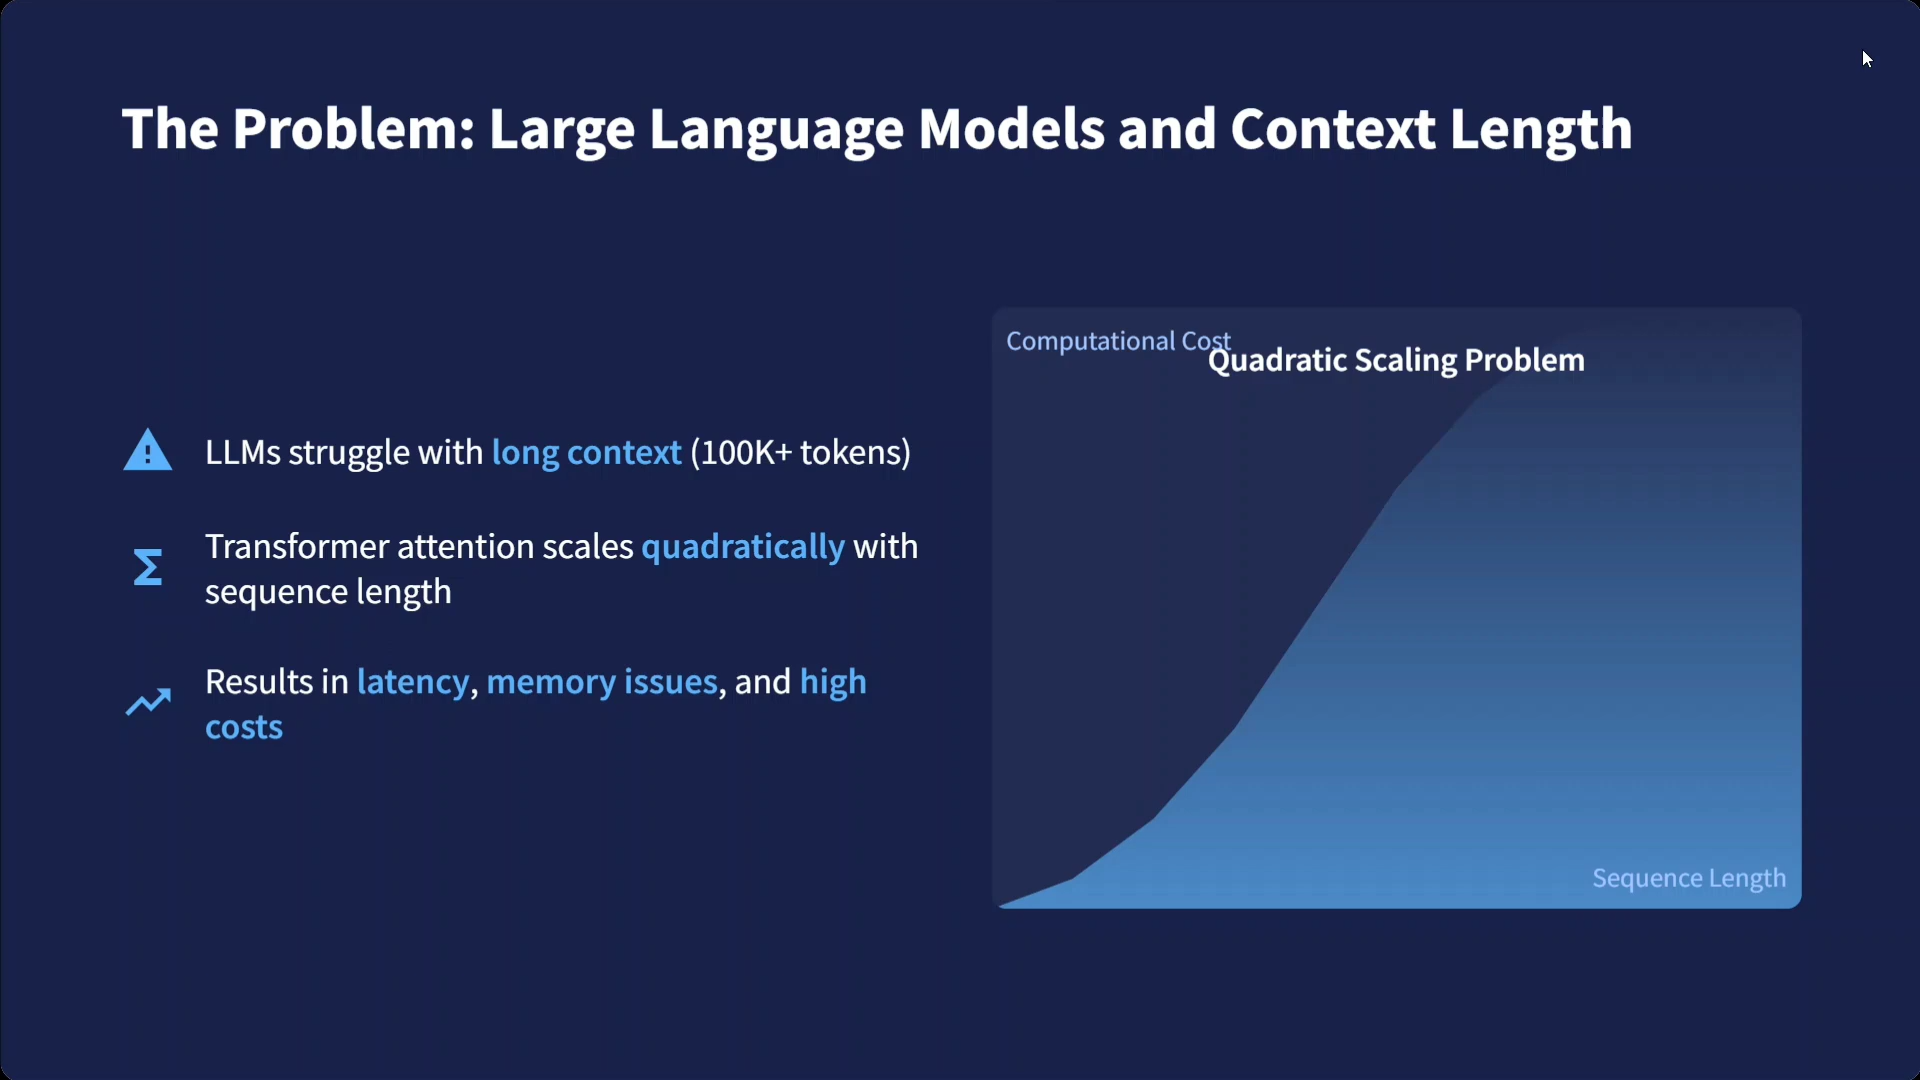 The Problem: Large Language Models and Context Length
LLMs struggle with long context (100K+ tokens)
Transformer attention scales quadratically with
sequence length
Results in latency, memory issues, and high
costs
Computational Cost
Quadratic Scaling Problem
Sequence Length